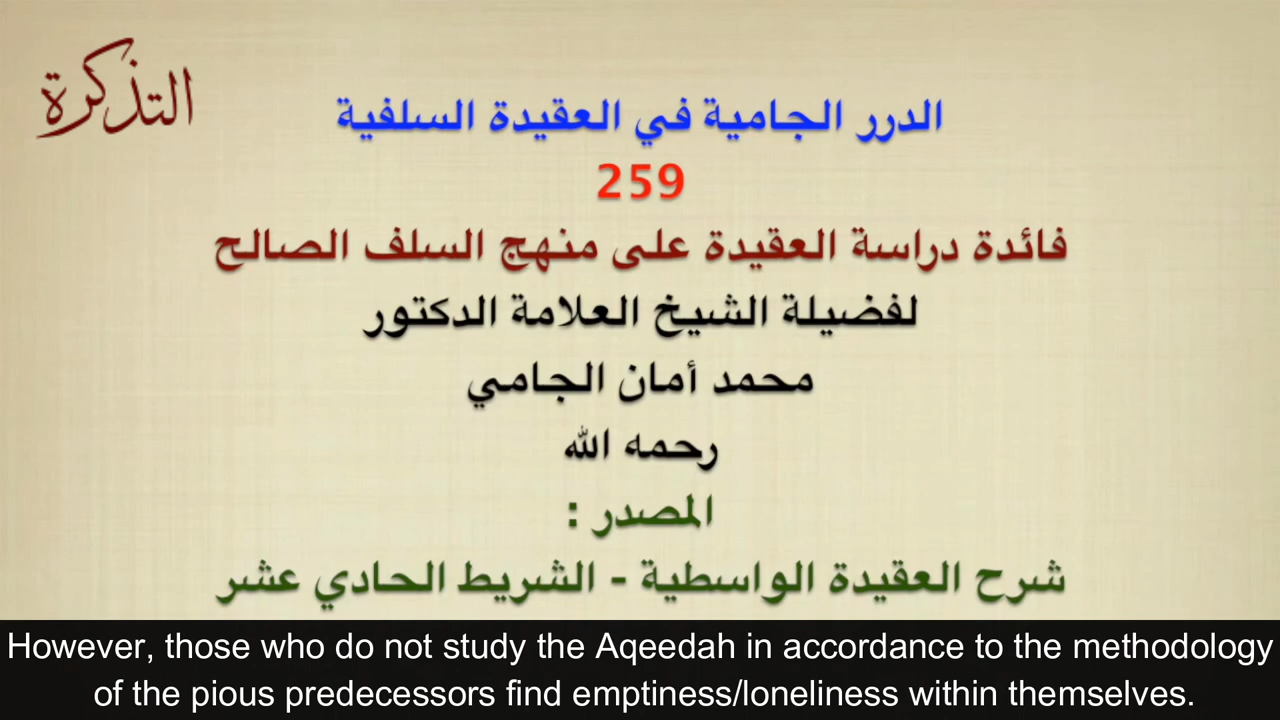 التذكرة
الدرر الجامية في العقيدة السلفية
259
فائدة دراسة العقيدة على منهج السلف الصالح
لفضيلة الشيخ العلامة الدكتور
محمد أمان الجامي
رحمه الله
المصدر :
شرح العقيدة الواسطية - الشريط الحادي عشر
However, those who do not study the Aqeedah in accordance to the methodology
of the pious predecessors find emptiness/loneliness within themselves.